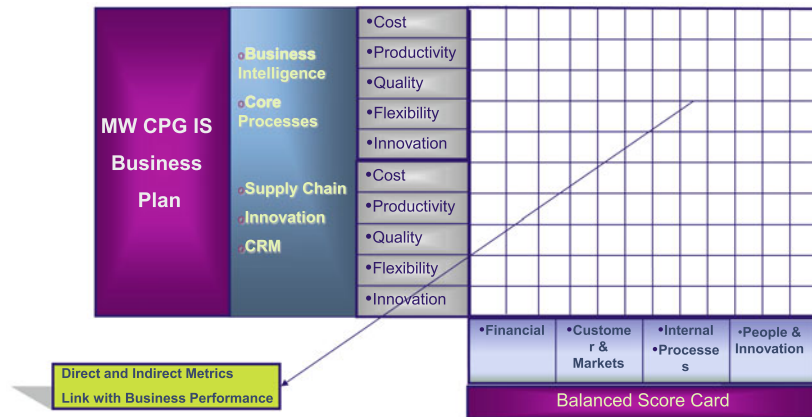 MW CPG IS
Business
Plan
Business
Intelligence
Core
Processes
Supply Chain
Innovation
CRM
•Cost
•Productivity
•Quality
•Flexibility
•Innovation
•Cost
•Productivity
•Quality
•Flexibility
•Innovation
•Financial
•Custome
r &
Markets
•Internal
•Processe
s
•People &
Innovation
Direct and Indirect Metrics
Link with Business Performance
Balanced Score Card